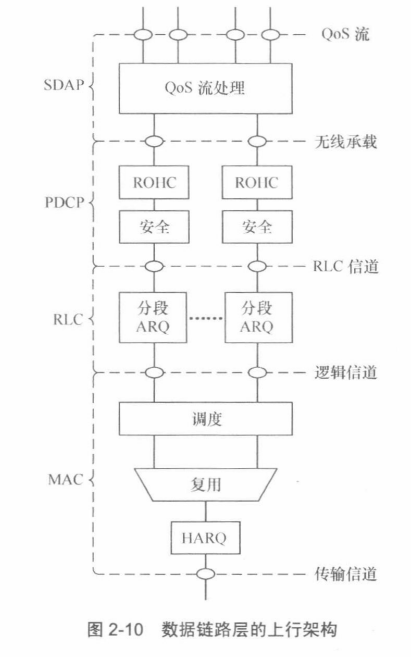 QoS 流
SDAP
QoS 流处理
无线承载
ROHC ROHC
PDCP
安全 安全
RLC 信道
分段 分段
ARQ ARQ
RLC
逻辑信道
调度
MAC
复用
HARQ
传输信道
图 2-10 数据链路层的上行架构